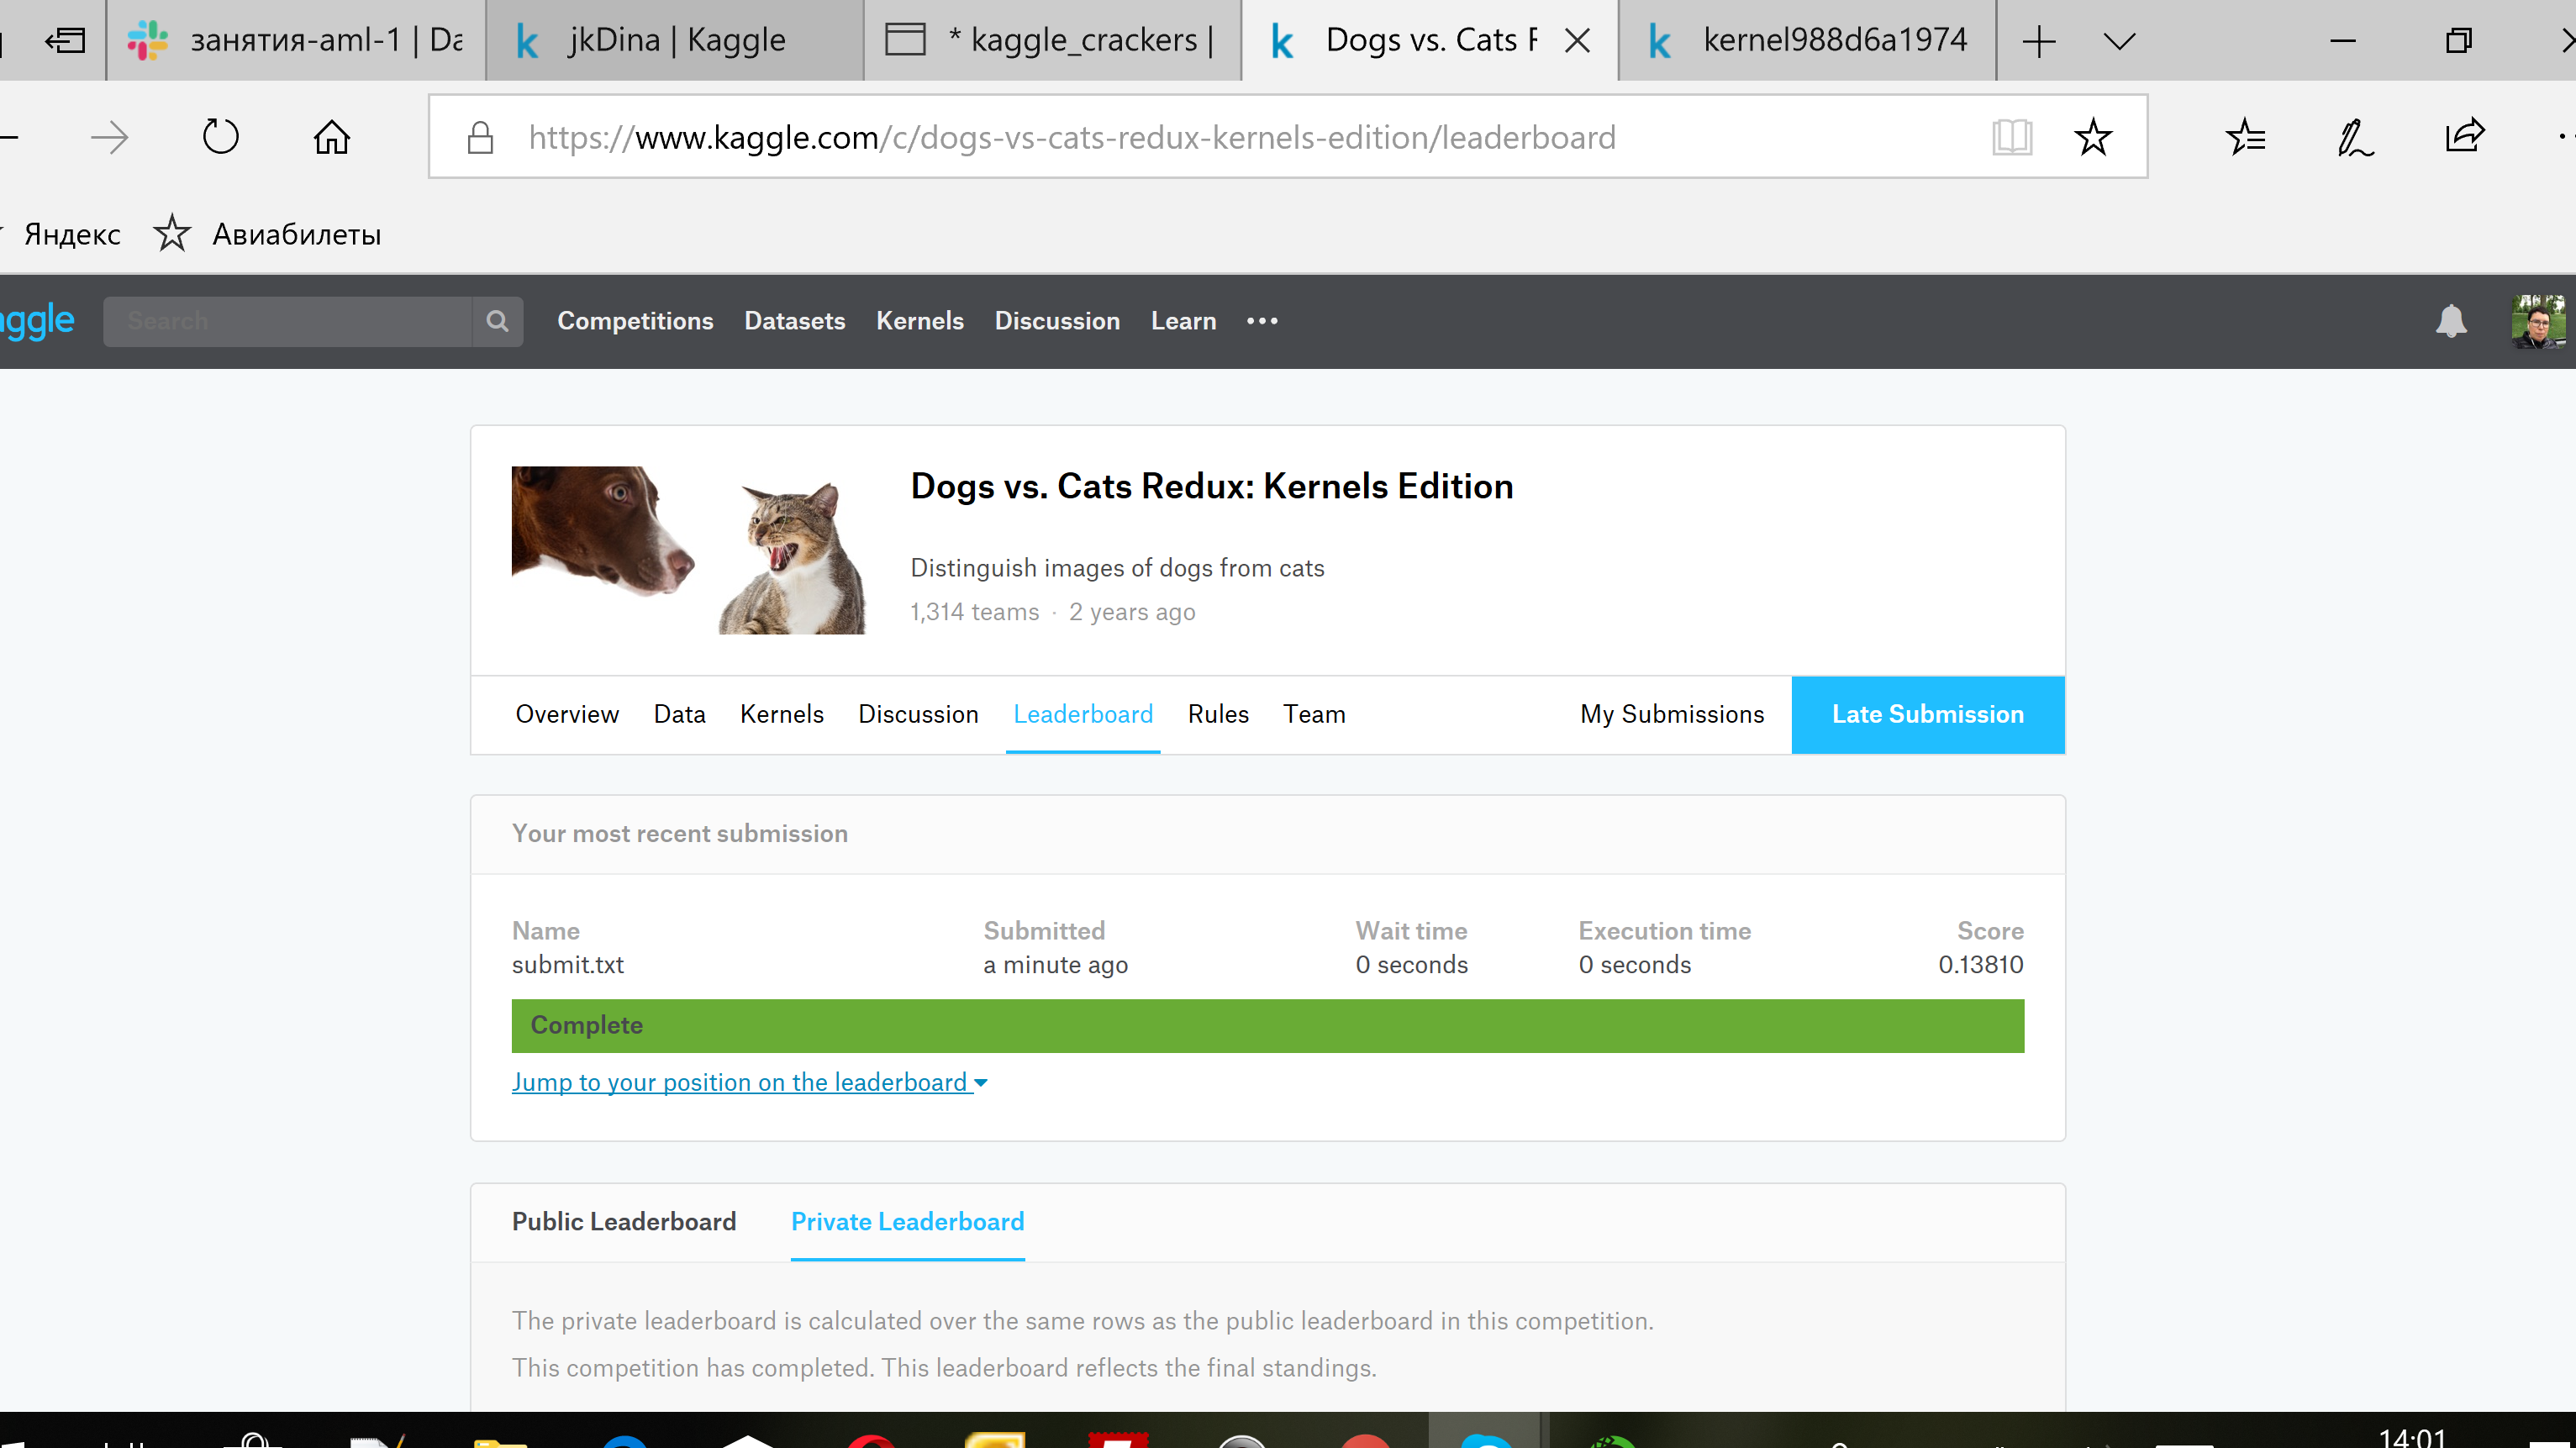 занятия-aml-1 | Da
jkDina | Kaggle
* kaggle_crackers |
Dogs vs. Cats R
kernel988d6a1974
https://www.kaggle.com/c/dogs-vs-cats-redux-kernels-edition/leaderboard
Яндекс
Авиабилеты
aggle
Search
Competitions
Datasets
Kernels
Discussion
Learn
Dogs vs. Cats Redux: Kernels Edition
Distinguish images of dogs from cats
1,314 teams · 2 years ago
Overview
Data
Kernels
Discussion
Leaderboard
Rules
Team
My Submissions
Late Submission
Your most recent submission
Name
Submitted
Wait time
Execution time
Score
submit.txt
a minute ago
0 seconds
0 seconds
0.13810
Complete
Jump to your position on the leaderboard
Public Leaderboard
Private Leaderboard
The private leaderboard is calculated over the same rows as the public leaderboard in this competition.
This competition has completed. This leaderboard reflects the final standings.
14:01